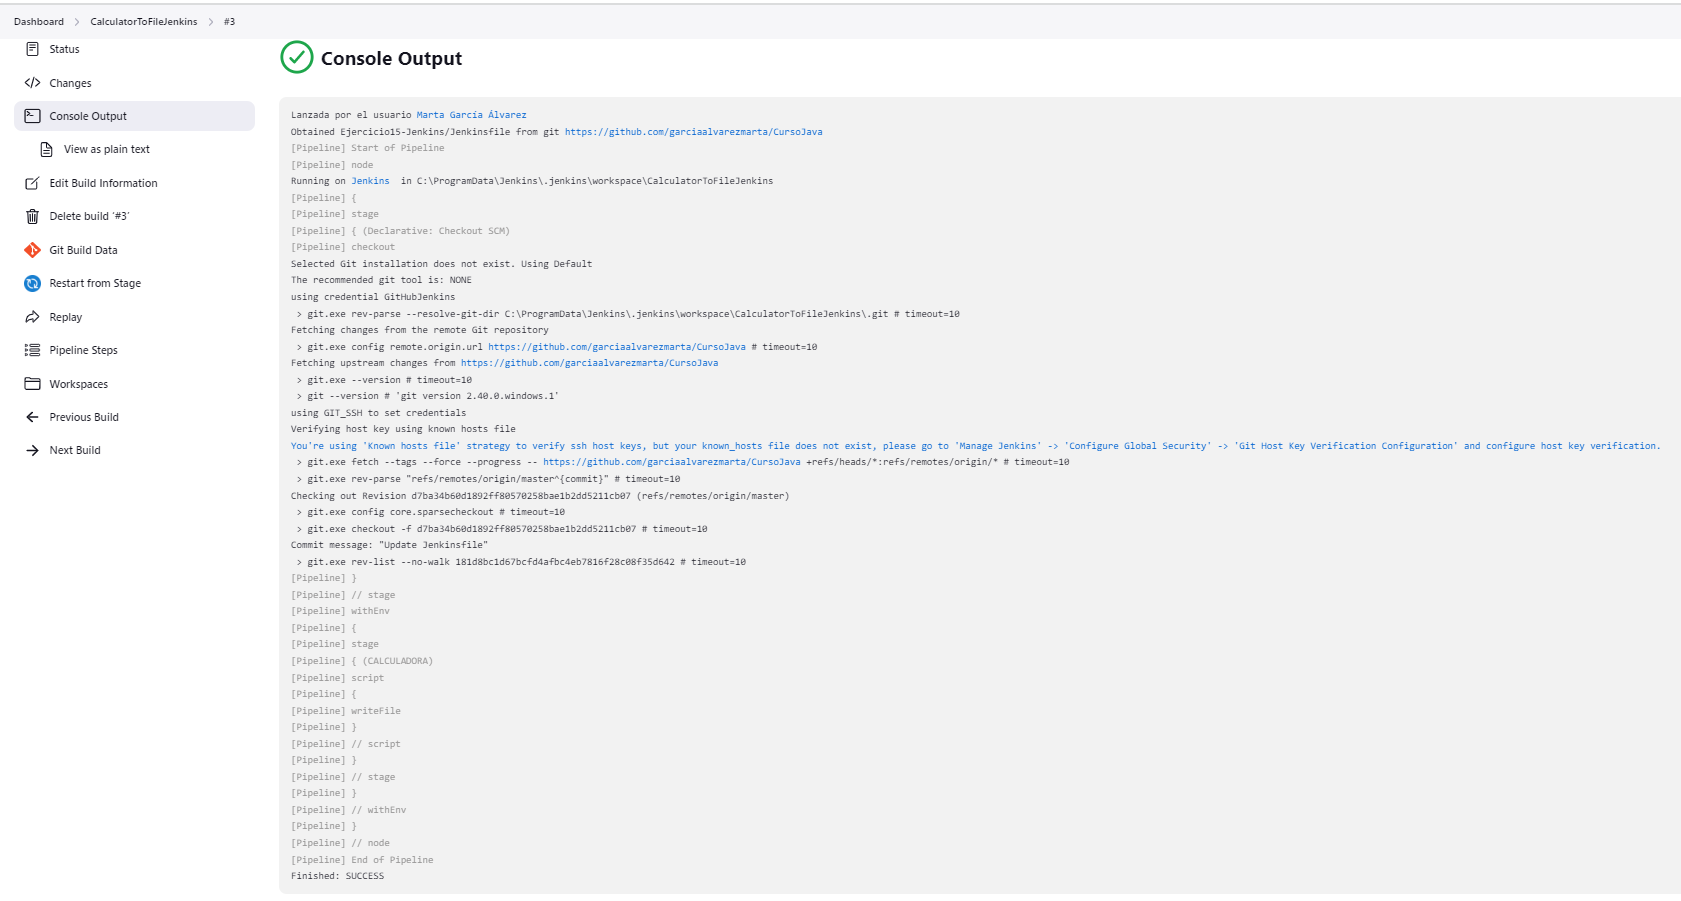 Dashboard > CalculatorToFileJenkins > #3
Status
Changes
Console Output
View as plain text
Edit Build Information
Delete build '#3'
Git Build Data
Restart from Stage
Replay
Pipeline Steps
Workspaces
Previous Build
Next Build
Console Output
Lanzada por el usuario Marta García Álvarez
Obtained Ejercicio15-Jenkins/Jenkinsfile from git https://github.com/garciaalvarezmarta/CursoJava
[Pipeline] Start of Pipeline
[Pipeline] node
Running on Jenkins in C:\ProgramData\Jenkins\.jenkins\workspace\CalculatorToFileJenkins
[Pipeline] {
[Pipeline] stage
[Pipeline] { (Declarative: Checkout SCM)
[Pipeline] checkout
Selected Git installation does not exist. Using Default
The recommended git tool is: NONE
using credential GitHubJenkins
> git.exe rev-parse --resolve-git-dir C:\ProgramData\Jenkins\.jenkins\workspace\CalculatorToFileJenkins\.git # timeout=10
Fetching changes from the remote Git repository
> git.exe config remote.origin.url https://github.com/garciaalvarezmarta/CursoJava # timeout=10
Fetching upstream changes from https://github.com/garciaalvarezmarta/CursoJava
> git.exe --version # timeout=10
> git --version # 'git version 2.40.0.windows.1'
using GIT_SSH to set credentials
Verifying host key using known hosts file
You're using 'Known hosts file' strategy to verify ssh host keys, but your known_hosts file does not exist, please go to 'Manage Jenkins' -> 'Configure Global Security' -> 'Git Host Key Verification Configuration' and configure host key verification.
> git.exe fetch --tags --force --progress -- https://github.com/garciaalvarezmarta/CursoJava +refs/heads/*:refs/remotes/origin/* # timeout=10
> git.exe rev-parse "refs/remotes/origin/master^{commit}" # timeout=10
Checking out Revision d7ba34b60d1892ff80570258bae1b2dd5211cb07 (refs/remotes/origin/master)
> git.exe config core.sparsecheckout # timeout=10
> git.exe checkout -f d7ba34b60d1892ff80570258bae1b2dd5211cb07 # timeout=10
Commit message: "Update Jenkinsfile"
> git.exe rev-list --no-walk 181d8bc1d67bcfd4afbc4eb7816f28c08f35d642 # timeout=10
[Pipeline] }
[Pipeline] // stage
[Pipeline] withEnv
[Pipeline] {
[Pipeline] stage
[Pipeline] { (CALCULADORA)
[Pipeline] script
[Pipeline] {
[Pipeline] writeFile
[Pipeline] }
[Pipeline] // script
[Pipeline] }
[Pipeline] // stage
[Pipeline] }
[Pipeline] // withEnv
[Pipeline] }
[Pipeline] // node
[Pipeline] End of Pipeline
Finished: SUCCESS